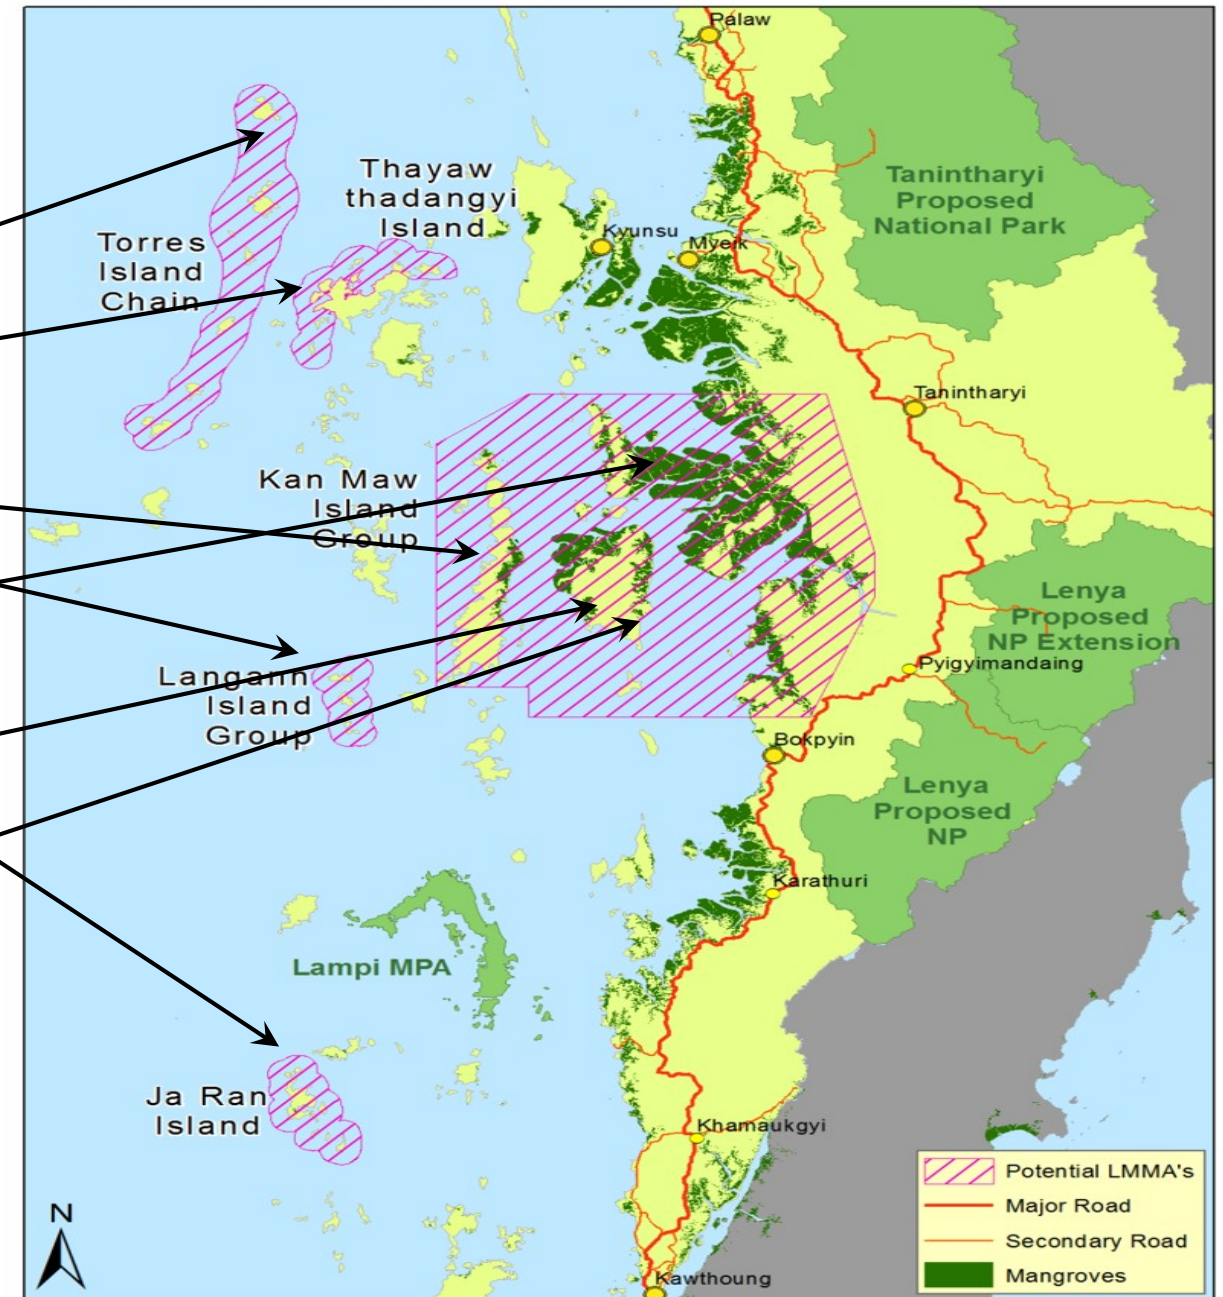 Palaw
Thayaw
thadangyi
Island
Tanintharyi
Proposed
National Park
Torres
Island
Chain
Kyunsu
Myeik
Tanintharyi
Kan Maw
Island
Group
Lenya
Proposed
NP Extension
Pyigyimandaing
Langann
Island
Group
Bokpyin
Lenya
Proposed
NP
Karathuri
Lampi MPA
Ja Ran
Island
Khamaukgyi
Potential LMMA's
Major Road
Secondary Road
Mangroves
N
Kawthoung